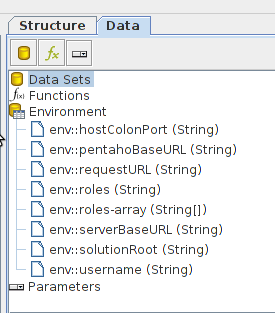 Structure Data
Data Sets
Functions
Environment
env::hostColonPort (String)
env::pentahoBaseURL (String)
env::requestURL (String)
env::roles (String)
env::roles-array (String[])
env::serverBaseURL (String)
env::solutionRoot (String)
env::username (String)
Parameters